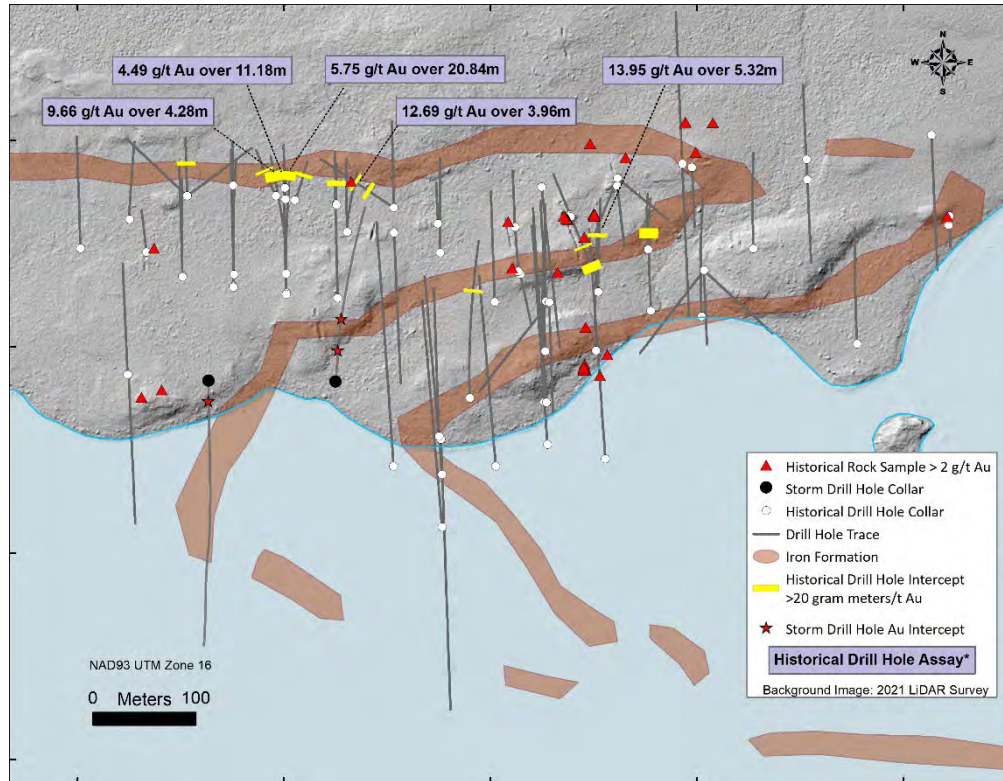 4.49 g/t Au over 11.18m
5.75 g/t Au over 20.84m
13.95 g/t Au over 5.32m
9.66 g/t Au over 4.28m
12.69 g/t Au over 3.96m
N
W E
S
Historical Rock Sample > 2 g/t Au
Storm Drill Hole Collar
Historical Drill Hole Collar
Drill Hole Trace
Iron Formation
Historical Drill Hole Intercept
>20 gram meters/t Au
Storm Drill Hole Au Intercept
Historical Drill Hole Assay*
Background Image: 2021 LiDAR Survey
NAD93 UTM Zone 16
0 Meters 100